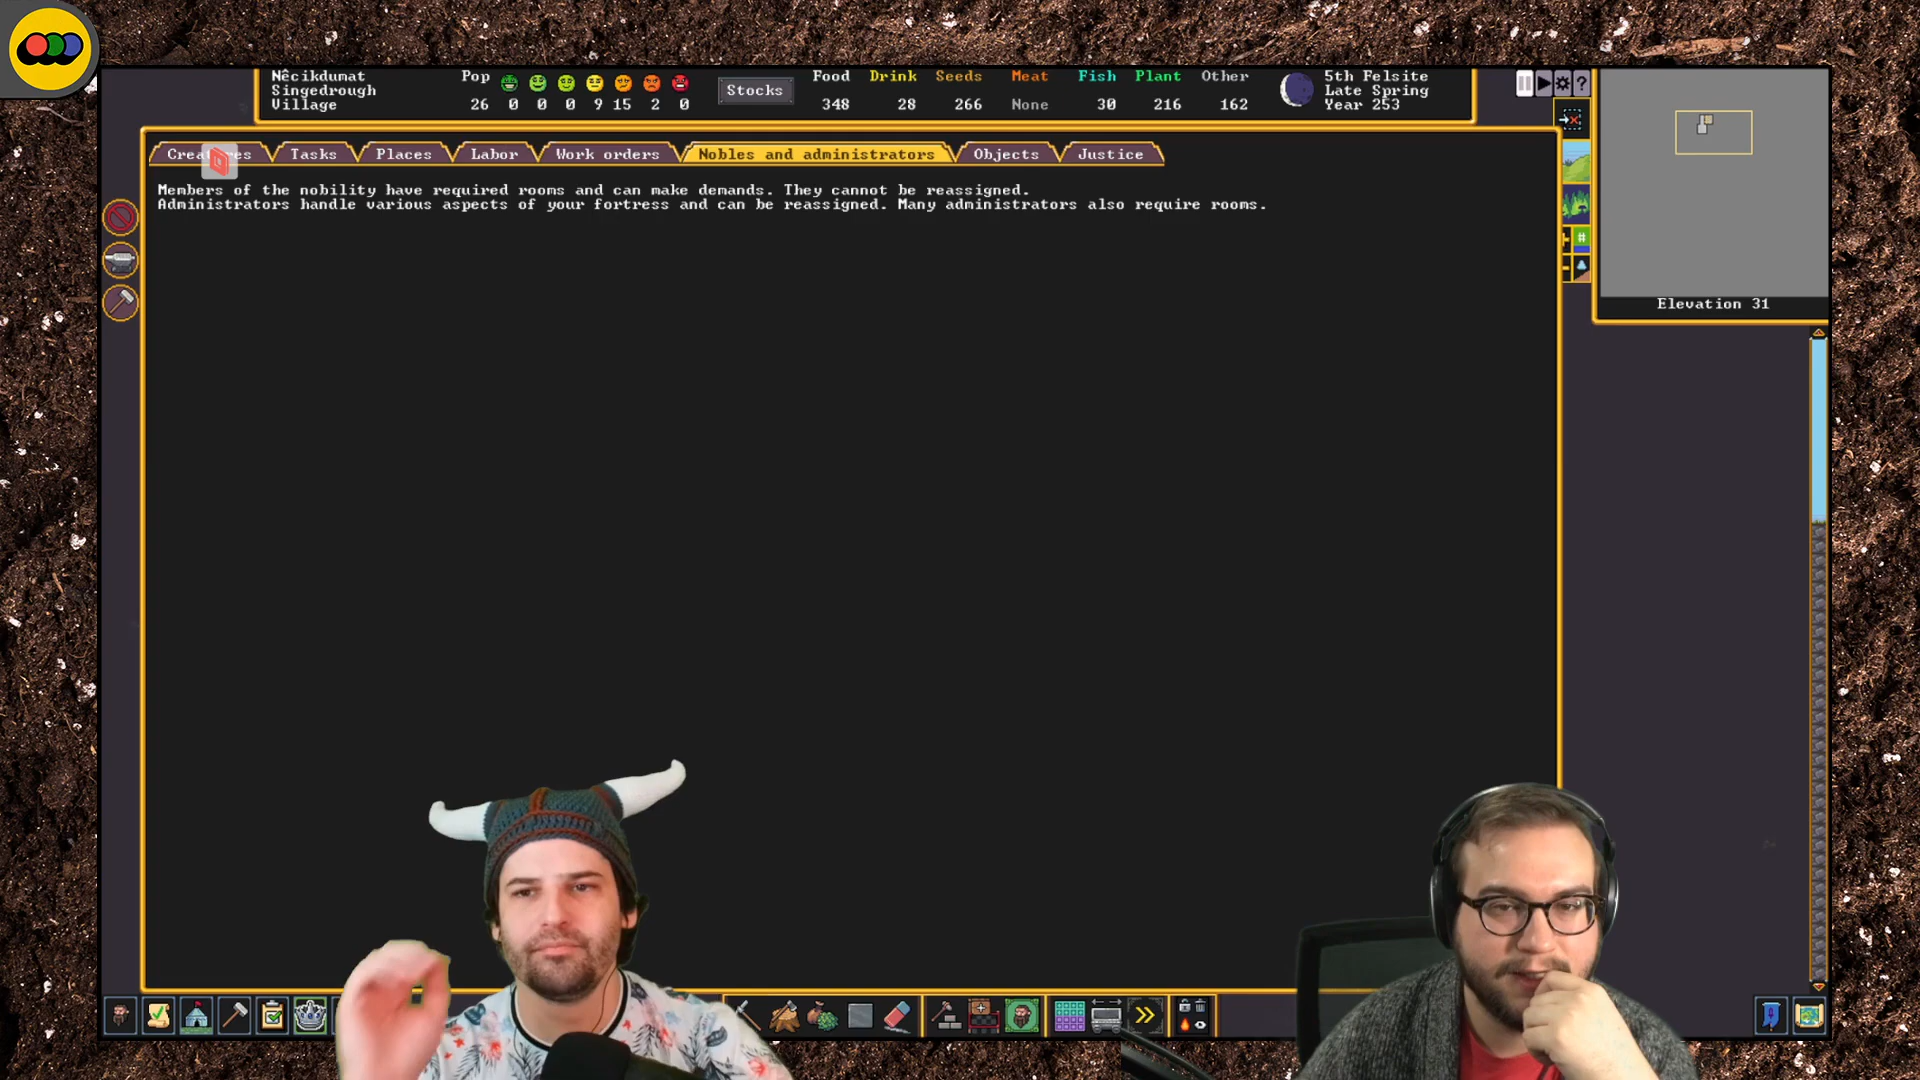 Nêcikdumat
Singedrough
Village
Pop
26 0 0 0 9 15 2 0
Stocks
Food Drink Seeds Meat Fish Plant Other
348 28 266 None 30 216 162
5th Felsite
Late Spring
Year 253
?
Creatures Tasks Places Labor Work orders Nobles and administrators Objects Justice
Members of the nobility have required rooms and can make demands. They cannot be reassigned.
Administrators handle various aspects of your fortress and can be reassigned. Many administrators also require rooms.
Elevation 31